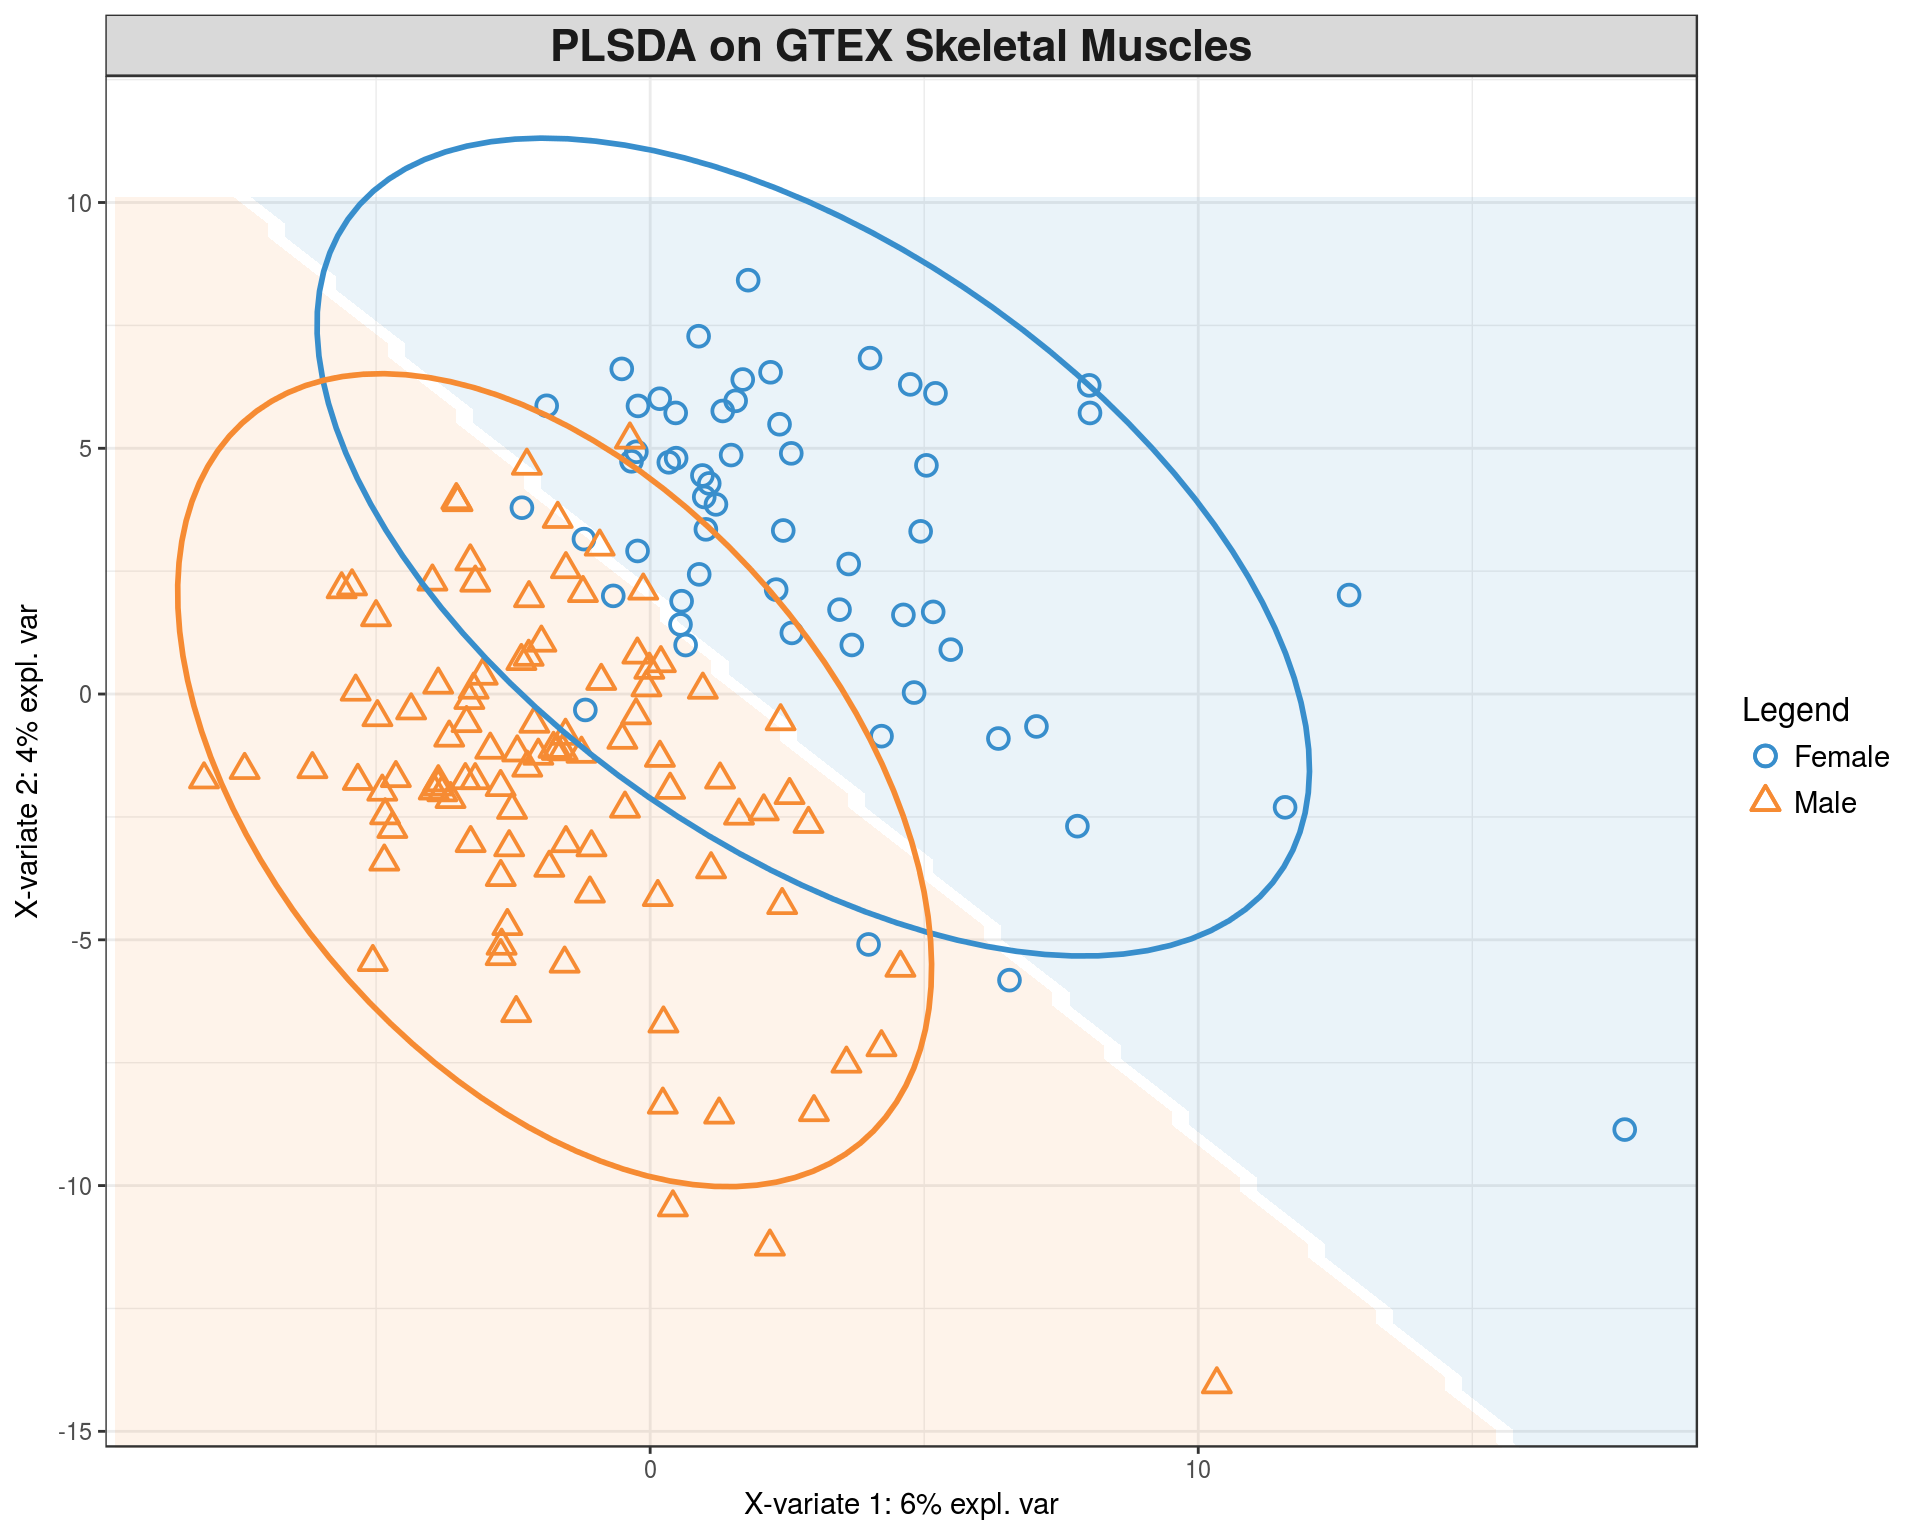 PLSDA on GTEX Skeletal Muscles
10
5
0
-5
-10
-15
X-variate 2: 4% expl. var
0
10
X-variate 1: 6% expl. var
Legend
Female
Male